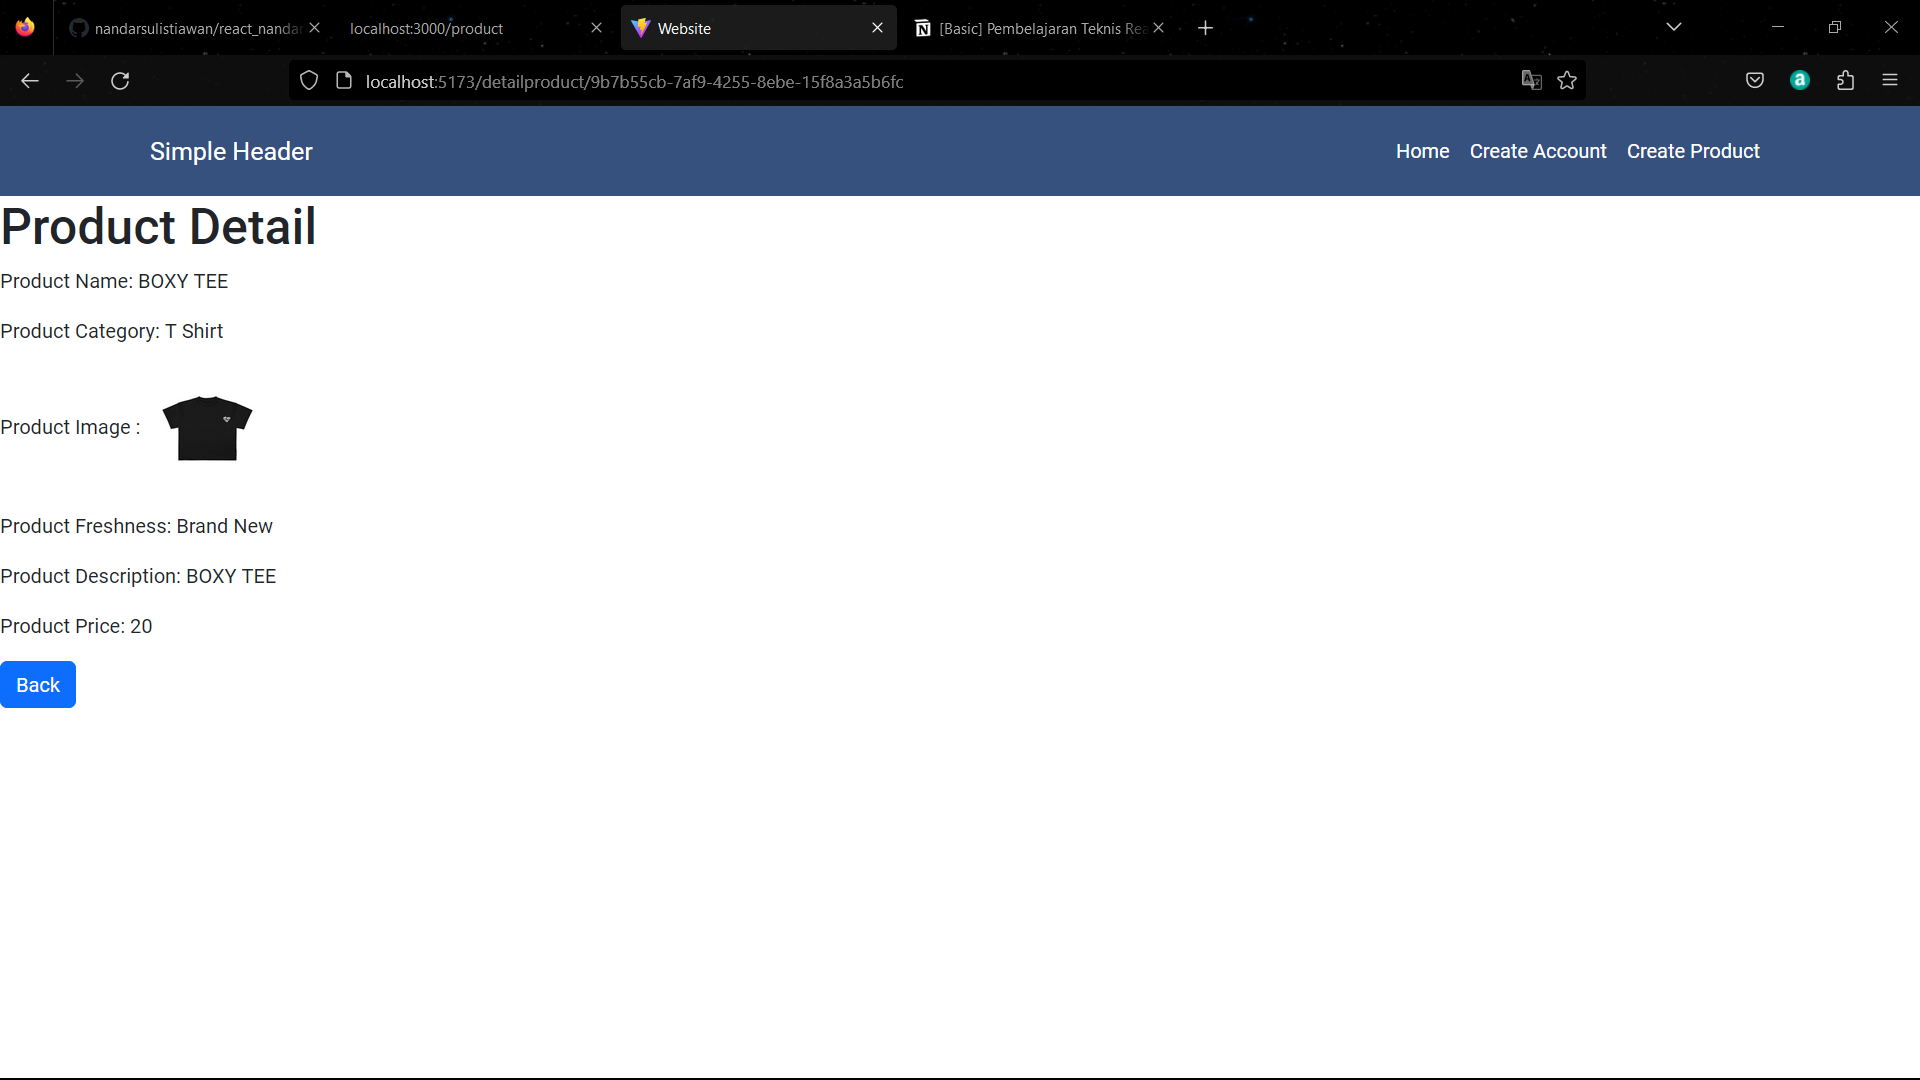 nandarsulistiawan/react_nandar
localhost:3000/product
Website
[Basic] Pembelajaran Teknis Rea
localhost:5173/detailproduct/9b7b55cb-7af9-4255-8ebe-15f8a3a5b6fc
Simple Header
Home
Create Account
Create Product
Product Detail
Product Name: BOXY TEE
Product Category: T Shirt
Product Image :
Product Freshness: Brand New
Product Description: BOXY TEE
Product Price: 20
Back